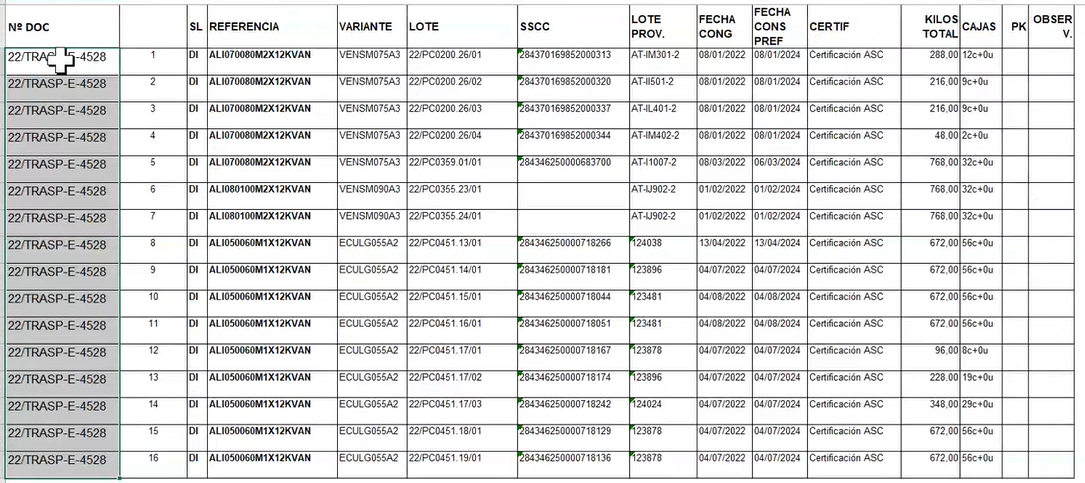 Nº DOC SL REFERENCIA VARIANTE LOTE SSCC LOTE PROV. FECHA CONG FECHA CONS PREF CERTIF KILOS TOTAL CAJAS PK OBSERV.
22/TRA -4528 1 DI ALI070080M2X12KVAN VENSM075A3 22/PC0200.26/01 284370169852000313 AT-IM301-2 08/01/2022 08/01/2024 Certificación ASC 288,00 12c+0u
22/TRASP-E-4528 2 DI ALI070080M2X12KVAN VENSM075A3 22/PC0200.26/02 284370169852000320 AT-II501-2 08/01/2022 08/01/2024 Certificación ASC 216,00 9c+0u
22/TRASP-E-4528 3 DI ALI070080M2X12KVAN VENSM075A3 22/PC0200.26/03 284370169852000337 AT-IL401-2 08/01/2022 08/01/2024 Certificación ASC 216,00 9c+0u
22/TRASP-E-4528 4 DI ALI070080M2X12KVAN VENSM075A3 22/PC0200.26/04 284370169852000344 AT-IM402-2 08/01/2022 08/01/2024 Certificación ASC 48,00 2c+0u
22/TRASP-E-4528 5 DI ALI070080M2X12KVAN VENSM075A3 22/PC0359.01/01 284346250000683700 AT-I1007-2 08/03/2022 06/03/2024 Certificación ASC 768,00 32c+0u
22/TRASP-E-4528 6 DI ALI080100M2X12KVAN VENSM090A3 22/PC0355.23/01 AT-IJ902-2 01/02/2022 01/02/2024 Certificación ASC 768,00 32c+0u
22/TRASP-E-4528 7 DI ALI080100M2X12KVAN VENSM090A3 22/PC0355.24/01 AT-IJ902-2 01/02/2022 01/02/2024 Certificación ASC 768,00 32c+0u
22/TRASP-E-4528 8 DI ALI050060M1X12KVAN ECULG055A2 22/PC0451.13/01 284346250000718266 124038 13/04/2022 13/04/2024 Certificación ASC 672,00 56c+0u
22/TRASP-E-4528 9 DI ALI050060M1X12KVAN ECULG055A2 22/PC0451.14/01 284346250000718181 123896 04/07/2022 04/07/2024 Certificación ASC 672,00 56c+0u
22/TRASP-E-4528 10 DI ALI050060M1X12KVAN ECULG055A2 22/PC0451.15/01 284346250000718044 123481 04/08/2022 04/08/2024 Certificación ASC 672,00 56c+0u
22/TRASP-E-4528 11 DI ALI050060M1X12KVAN ECULG055A2 22/PC0451.16/01 284346250000718051 123481 04/08/2022 04/08/2024 Certificación ASC 672,00 56c+0u
22/TRASP-E-4528 12 DI ALI050060M1X12KVAN ECULG055A2 22/PC0451.17/01 284346250000718167 123878 04/07/2022 04/07/2024 Certificación ASC 96,00 8c+0u
22/TRASP-E-4528 13 DI ALI050060M1X12KVAN ECULG055A2 22/PC0451.17/02 284346250000718174 123896 04/07/2022 04/07/2024 Certificación ASC 228,00 19c+0u
22/TRASP-E-4528 14 DI ALI050060M1X12KVAN ECULG055A2 22/PC0451.17/03 284346250000718242 124024 04/07/2022 04/07/2024 Certificación ASC 348,00 29c+0u
22/TRASP-E-4528 15 DI ALI050060M1X12KVAN ECULG055A2 22/PC0451.18/01 284346250000718129 123878 04/07/2022 04/07/2024 Certificación ASC 672,00 56c+0u
22/TRASP-E-4528 16 DI ALI050060M1X12KVAN ECULG055A2 22/PC0451.19/01 284346250000718136 123878 04/07/2022 04/07/2024 Certificación ASC 672,00 56c+0u